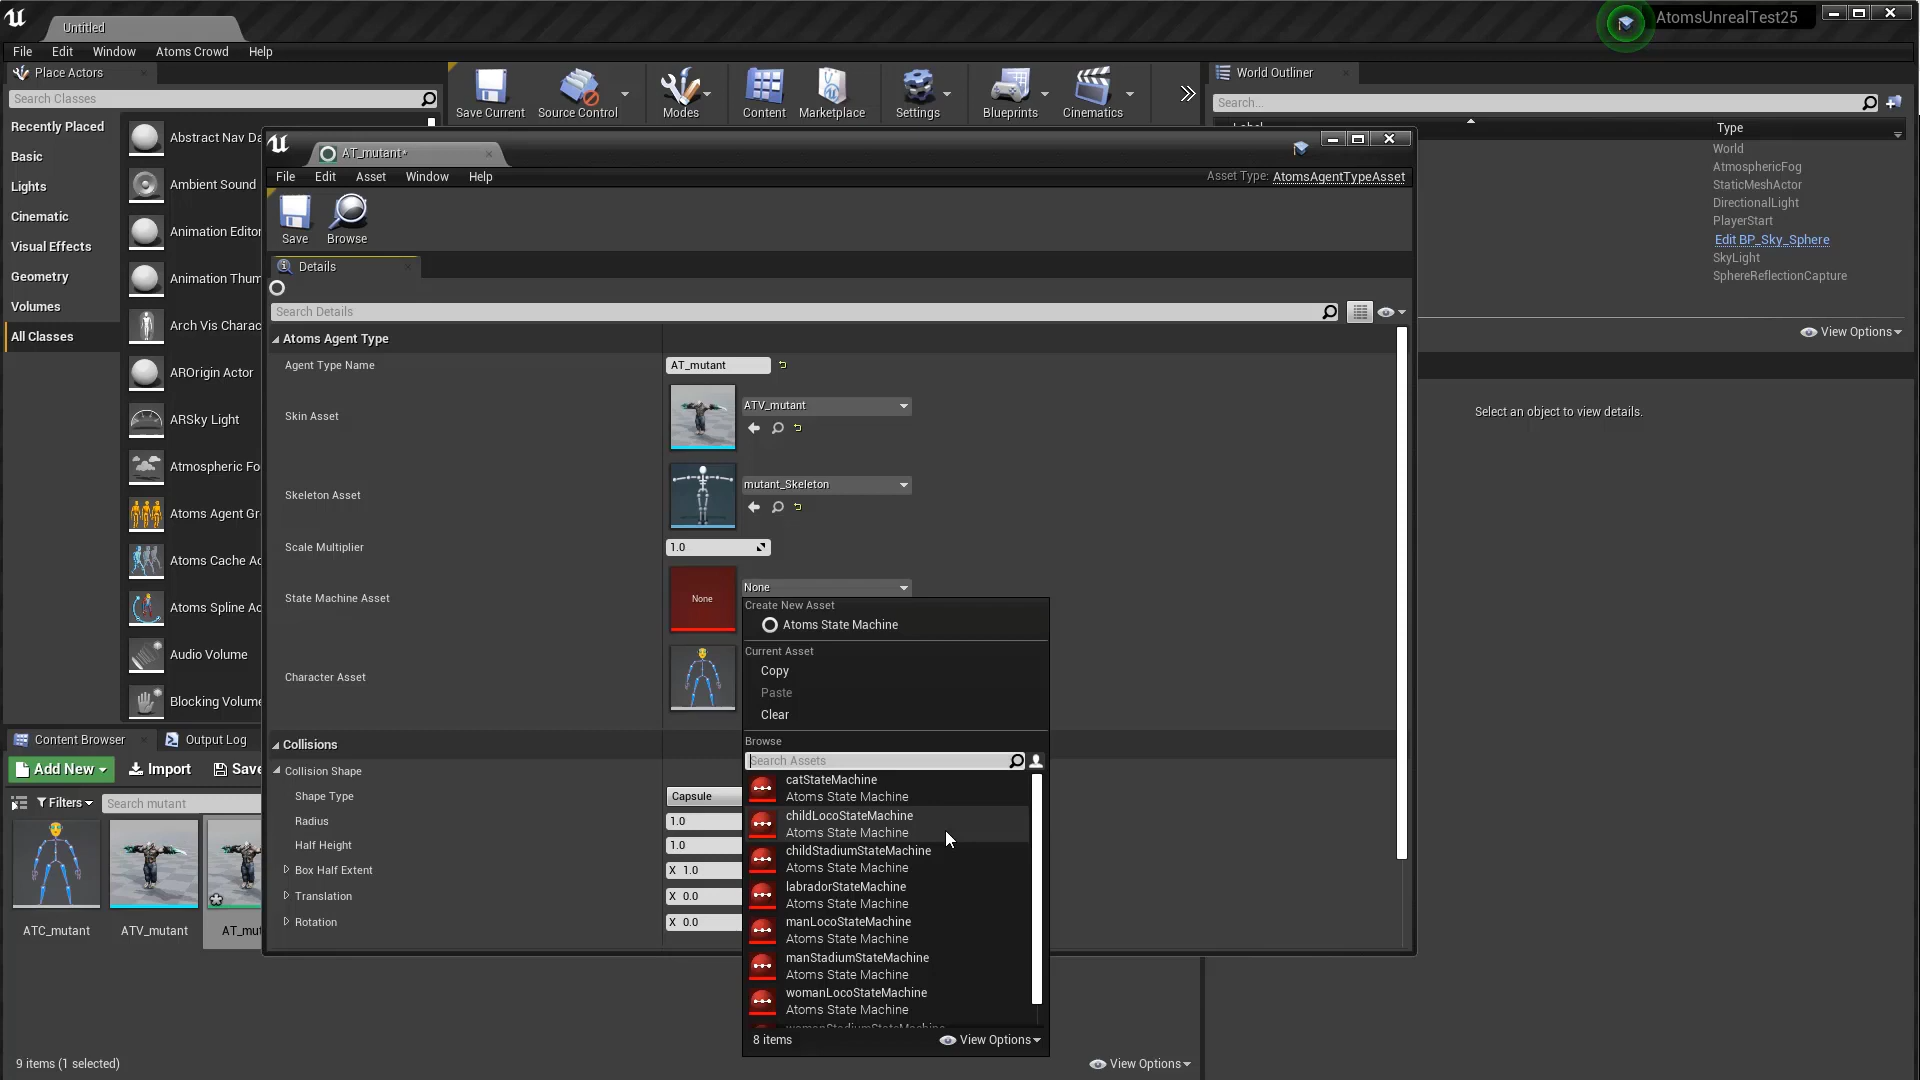 Untitled
AtomsUnrealTest25
File Edit Window Atoms Crowd Help
Place Actors
Search Classes
Recently Placed
Basic
Lights
Cinematic
Visual Effects
Geometry
Volumes
All Classes
Abstract Nav Da
Ambient Sound
Animation Editor
Animation Thum
Arch Vis Charac
AROrigin Actor
ARSky Light
Atmospheric Fo
Atoms Agent Gr
Atoms Cache Ac
Atoms Spline Ac
Audio Volume
Blocking Volume
Save Current Source Control Modes Content Marketplace Settings Blueprints Cinematics
World Outliner
Search...
Label Type
World
AtmosphericFog
StaticMeshActor
DirectionalLight
PlayerStart
Edit BP_Sky_Sphere
SkyLight
SphereReflectionCapture
View Options
Select an object to view details.
AT_mutant*
File Edit Asset Window Help
Asset Type: AtomsAgentTypeAsset
Save Browse
Details
Search Details
Atoms Agent Type
Agent Type Name AT_mutant
Skin Asset ATV_mutant
Skeleton Asset mutant_Skeleton
Scale Multiplier 1.0
State Machine Asset None None
Character Asset
Collisions
Collision Shape
Shape Type Capsule
Radius 1.0
Half Height 1.0
Box Half Extent X 1.0
Translation X 0.0
Rotation X 0.0
Create New Asset
Atoms State Machine
Current Asset
Copy
Paste
Clear
Browse
Search Assets
catStateMachine
Atoms State Machine
childLocoStateMachine
Atoms State Machine
childStadiumStateMachine
Atoms State Machine
labradorStateMachine
Atoms State Machine
manLocoStateMachine
Atoms State Machine
manStadiumStateMachine
Atoms State Machine
womanLocoStateMachine
Atoms State Machine
womanStadiumStateMachine
8 items View Options
Content Browser Output Log
Add New Import Save
Filters Search mutant
ATC_mutant ATV_mutant AT_mut
9 items (1 selected) View Options